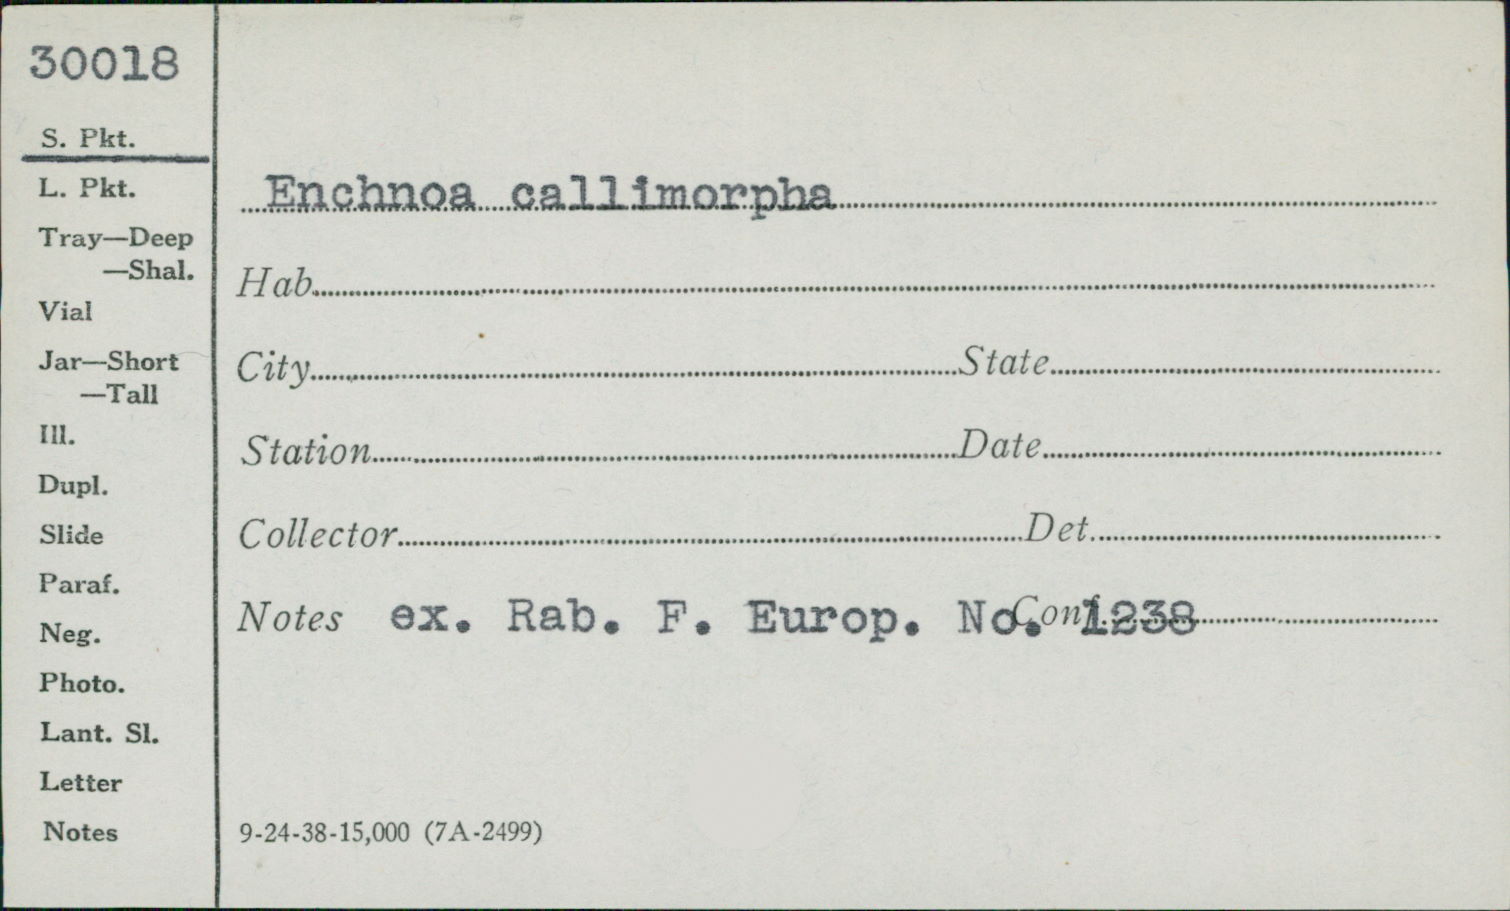 30018
S. Pkt.
L. Pkt.
Tray—Deep
—Shal.
Vial
Jar—Short
—Tall
Ill.
Dupl.
Slide
Paraf.
Neg.
Photo.
Lant. Sl.
Letter
Notes
Enchnoa callimorpha
Hab.
City State
Station Date
Collector Det.
Notes ex. Rab. F. Europ. No. 1238 Conf.
9-24-38-15,000 (7A-2499)